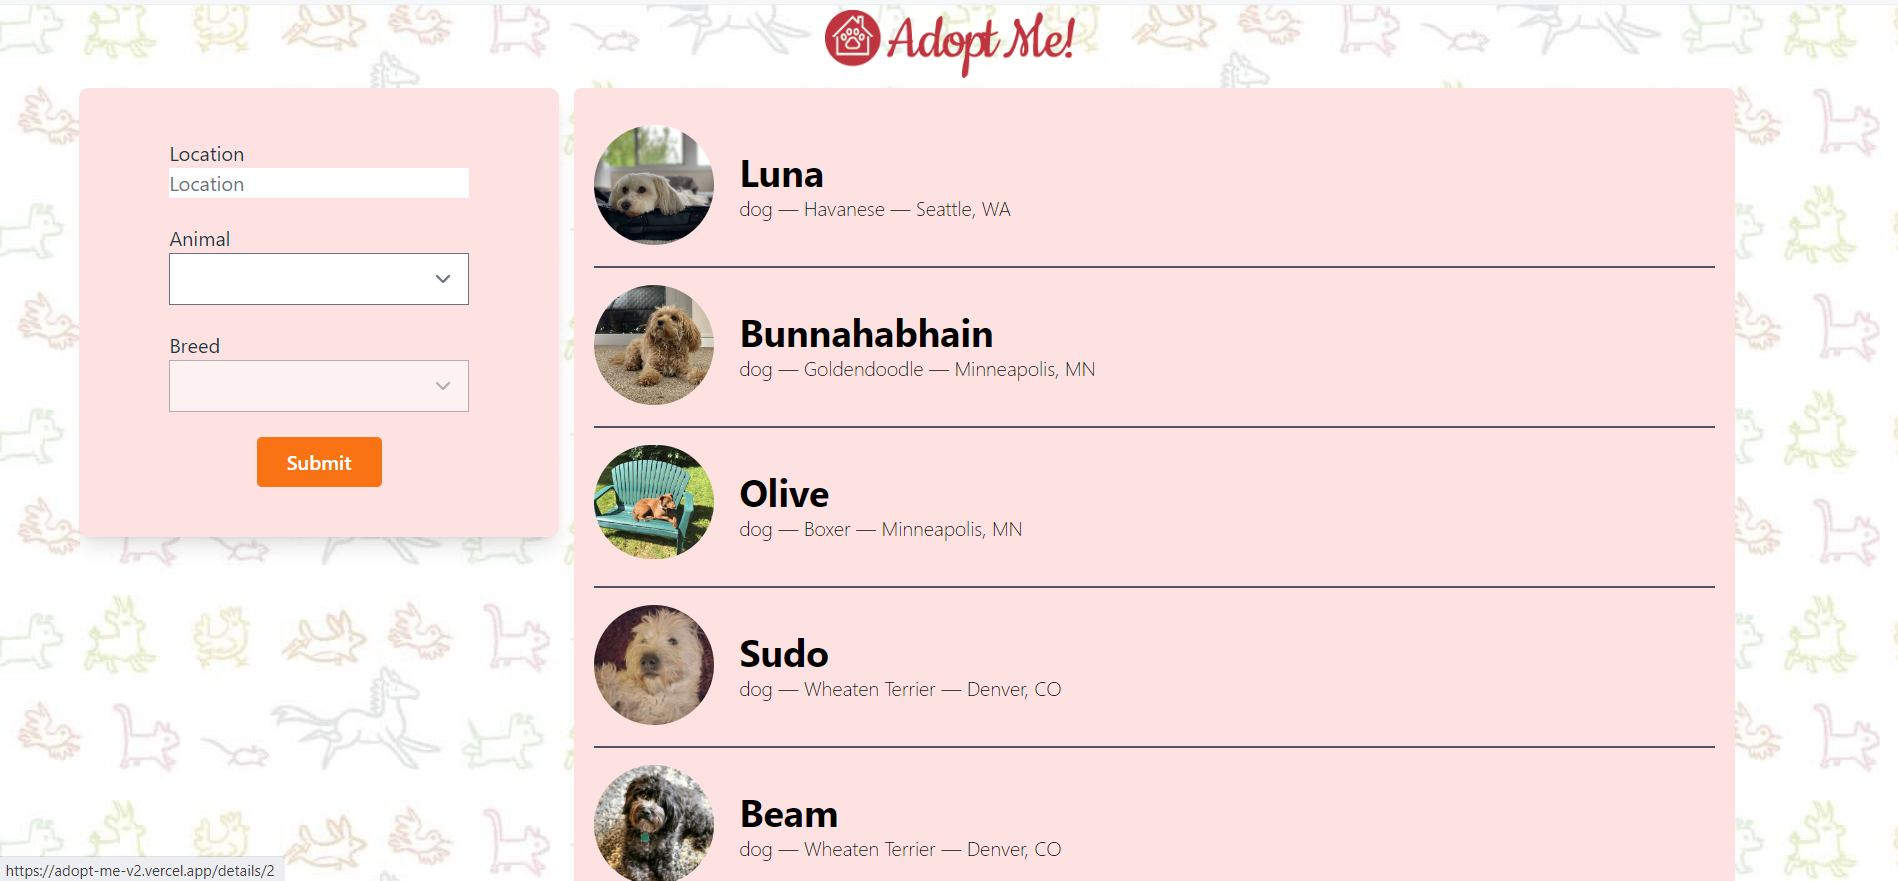 Adopt Me!
Location
Location
Animal
Breed
Submit
Luna
dog — Havanese — Seattle, WA
Bunnahabhain
dog — Goldendoodle — Minneapolis, MN
Olive
dog — Boxer — Minneapolis, MN
Sudo
dog — Wheaten Terrier — Denver, CO
Beam
dog — Wheaten Terrier — Denver, CO
https://adopt-me-v2.vercel.app/details/2